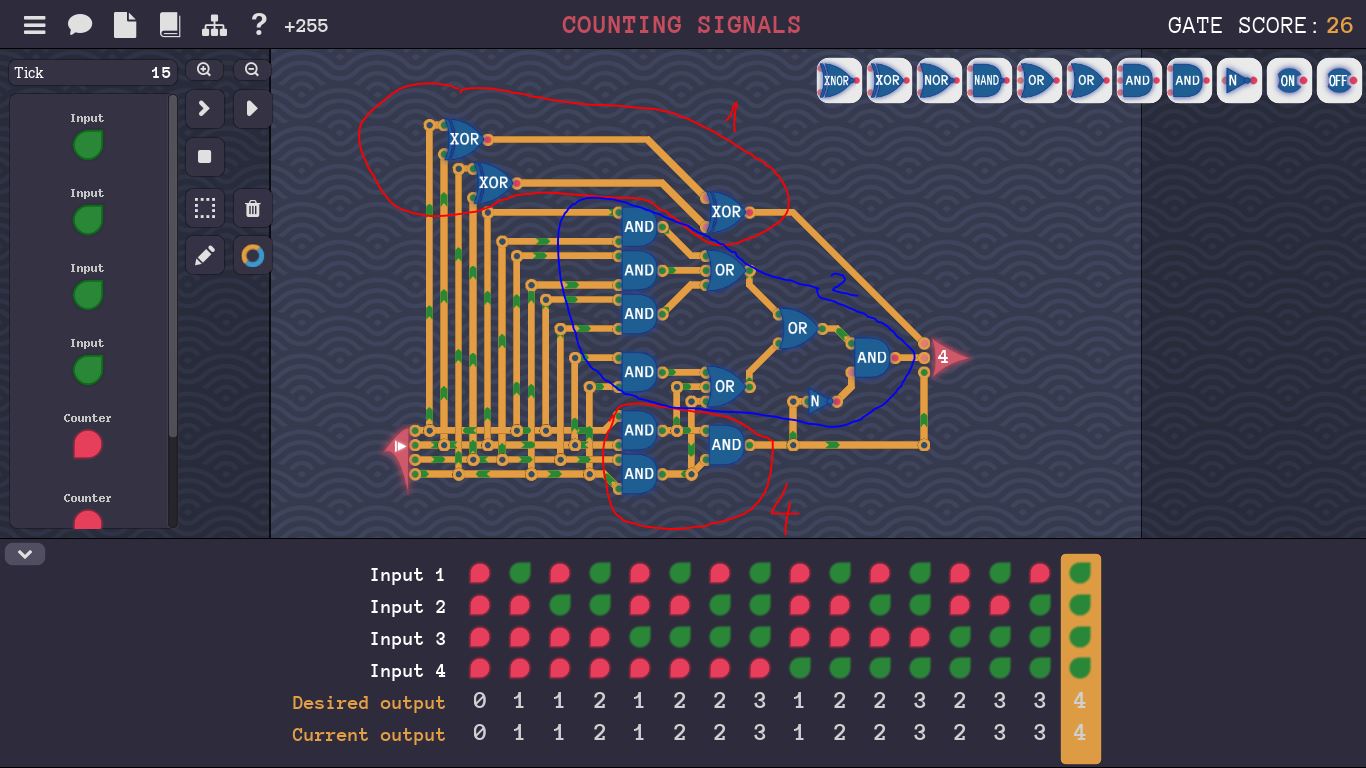 ? +255
COUNTING SIGNALS
GATE SCORE: 26
Tick 15
XNOR XOR NOR NAND OR OR AND AND N ON OFF
Input
Input
Input
Input
Counter
Counter
1
XOR
XOR
XOR
AND
AND
OR
2
AND
OR
AND
4
AND
OR
N
AND
AND
AND
4
Input 1
Input 2
Input 3
Input 4
Desired output 0 1 1 2 1 2 2 3 1 2 2 3 2 3 3 4
Current output 0 1 1 2 1 2 2 3 1 2 2 3 2 3 3 4